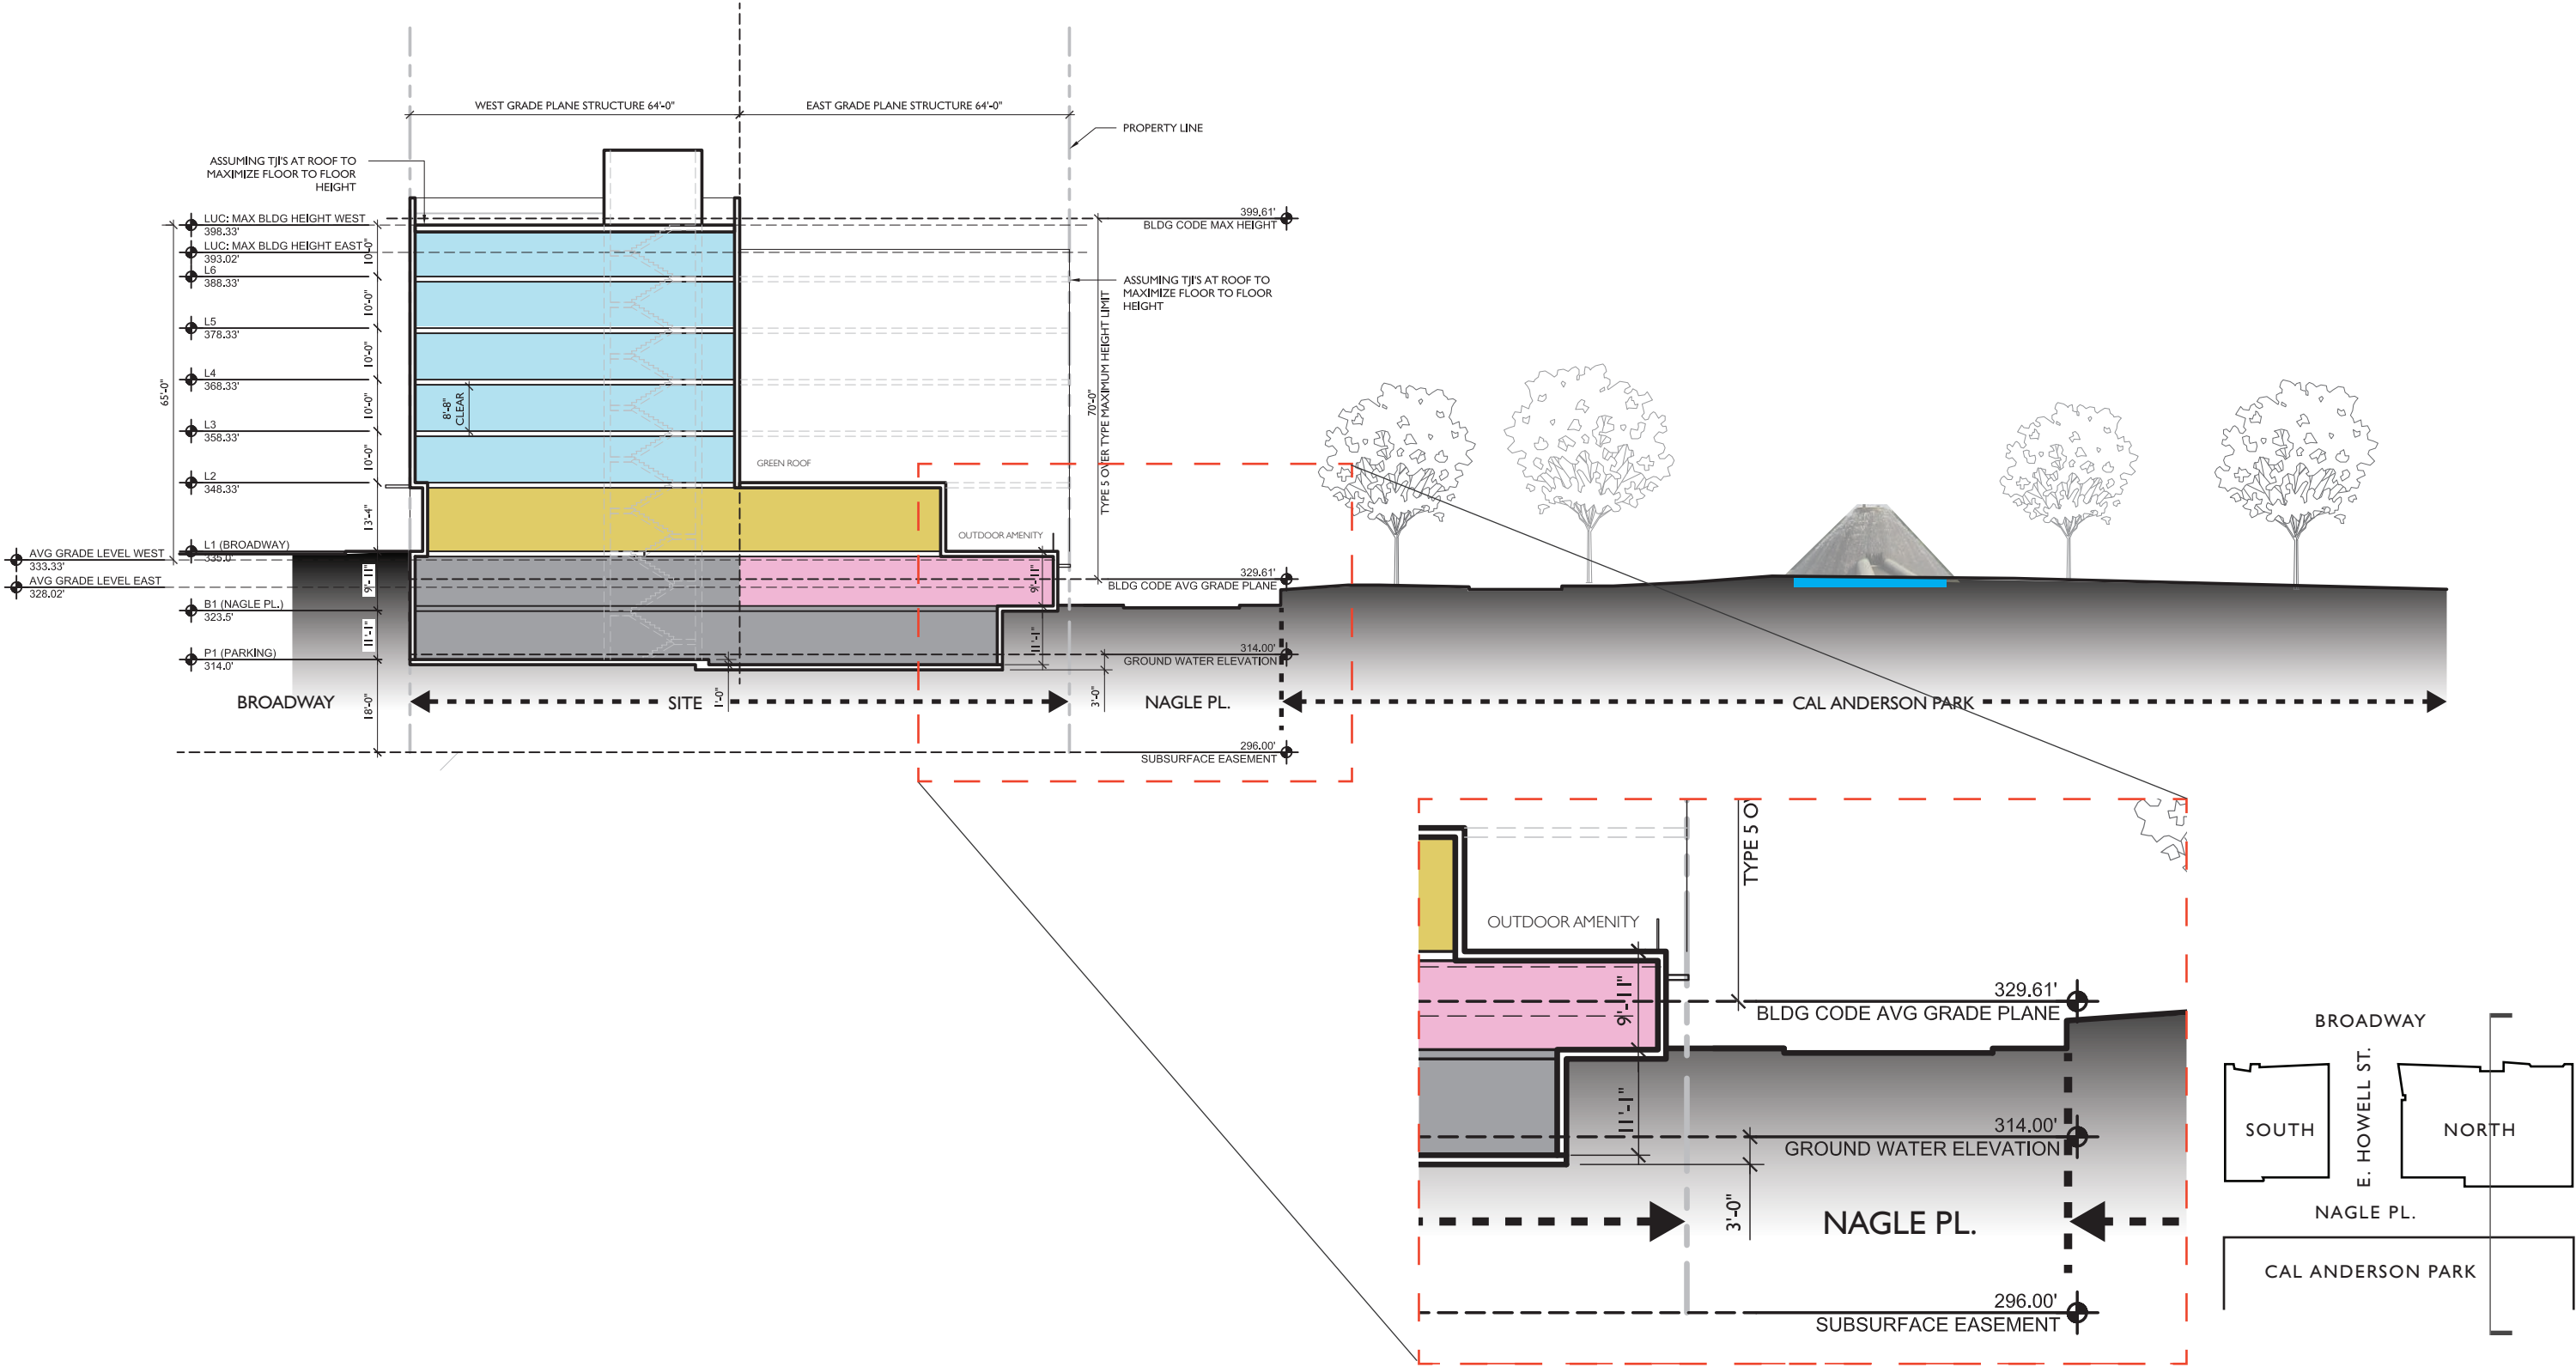 WEST GRADE PLANE STRUCTURE 64'-0"
EAST GRADE PLANE STRUCTURE 64'-0"
PROPERTY LINE
ASSUMING TJI'S AT ROOF TO
MAXIMIZE FLOOR TO FLOOR
HEIGHT
LUC: MAX BLDG HEIGHT WEST
398.33'
LUC: MAX BLDG HEIGHT EAST
393.02'
L6
388.33'
L5
378.33'
L4
368.33'
L3
358.33'
L2
348.33'
L1 (BROADWAY)
335.0'
AVG GRADE LEVEL WEST
333.33'
AVG GRADE LEVEL EAST
328.02'
B1 (NAGLE PL.)
323.5'
P1 (PARKING)
314.0'
65'-0"
10'-0"
10'-0"
10'-0"
10'-0"
10'-0"
13'-4"
9'-11"
11'-1"
18'-0"
8'-8"
CLEAR
GREEN ROOF
OUTDOOR AMENITY
9'-11"
11'-1"
1'-0"
3'-0"
399.61'
BLDG CODE MAX HEIGHT
ASSUMING TJI'S AT ROOF TO
MAXIMIZE FLOOR TO FLOOR
HEIGHT
70'-0"
TYPE 5 OVER TYPE MAXIMUM HEIGHT LIMIT
329.61'
BLDG CODE AVG GRADE PLANE
314.00'
GROUND WATER ELEVATION
BROADWAY
SITE
NAGLE PL.
CAL ANDERSON PARK
296.00'
SUBSURFACE EASEMENT
TYPE 5 O
OUTDOOR AMENITY
9'-11"
11'-1"
3'-0"
329.61'
BLDG CODE AVG GRADE PLANE
314.00'
GROUND WATER ELEVATION
NAGLE PL.
296.00'
SUBSURFACE EASEMENT
BROADWAY
SOUTH
E. HOWELL ST.
NORTH
NAGLE PL.
CAL ANDERSON PARK